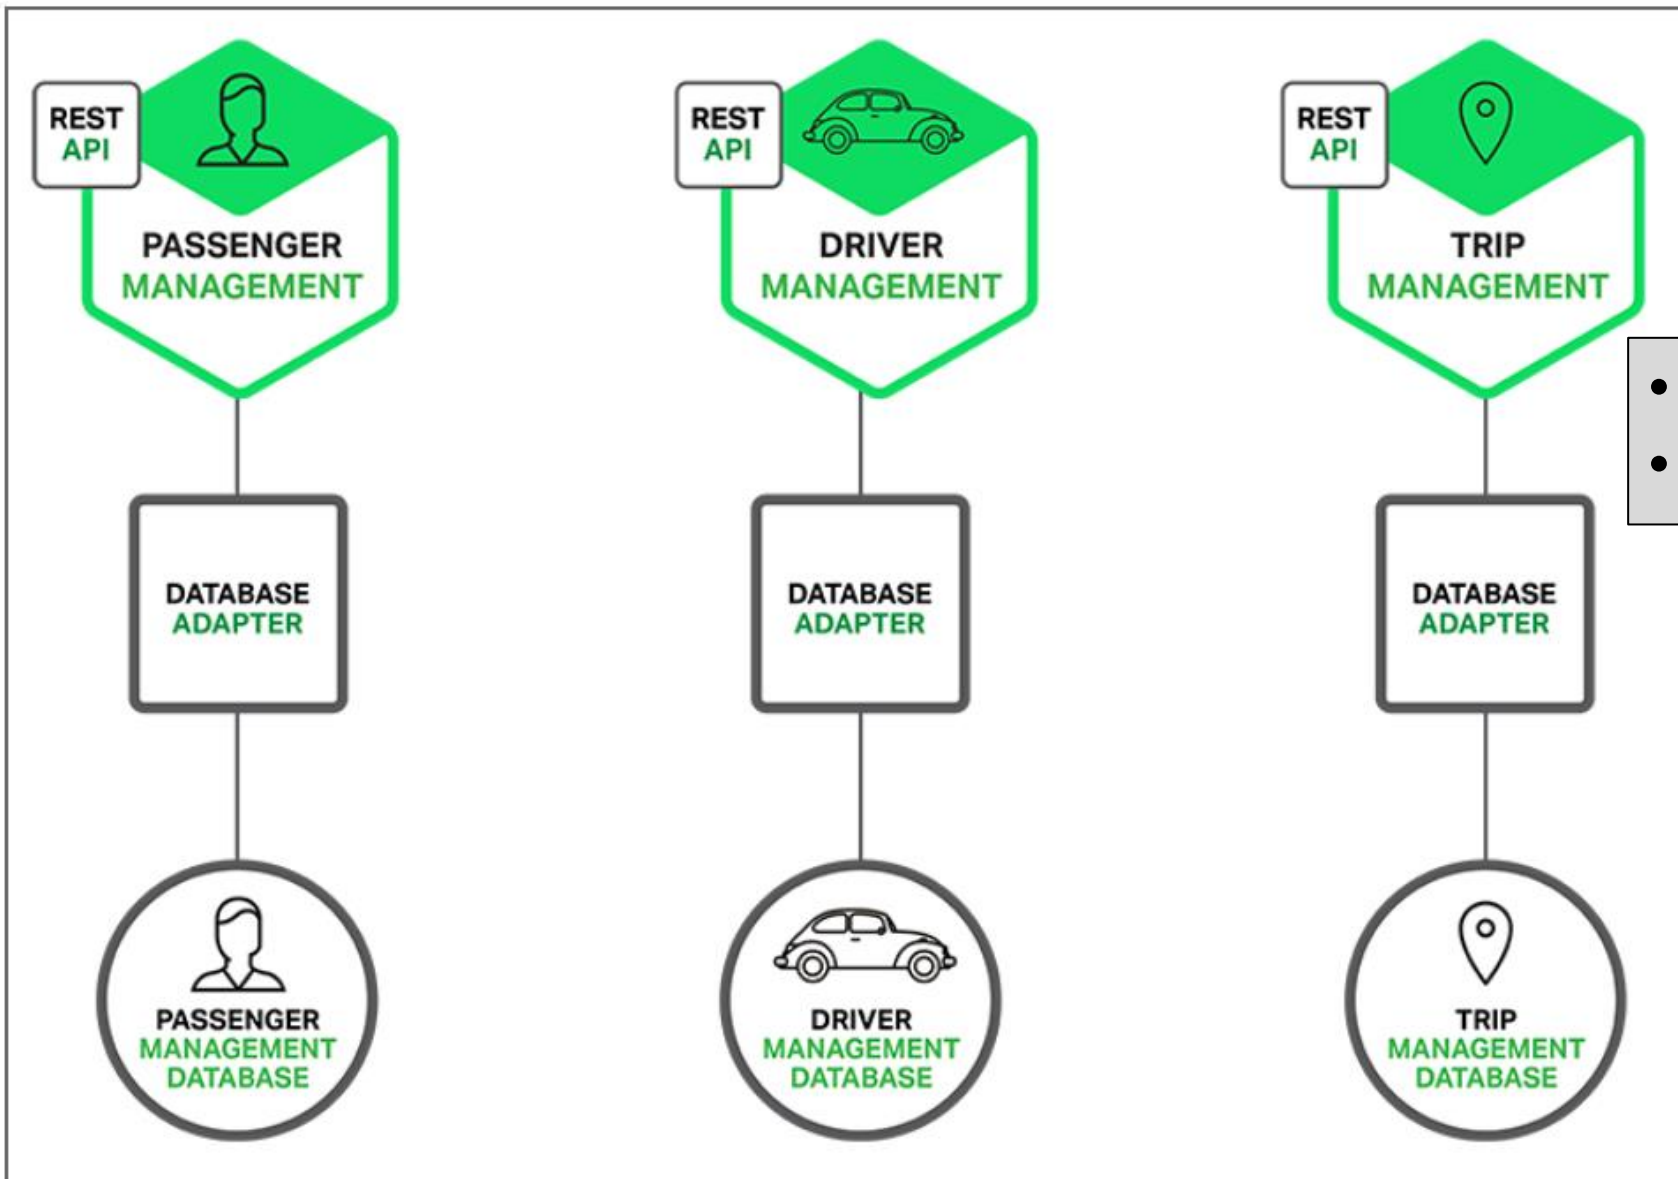 REST
API
PASSENGER
MANAGEMENT
REST
API
DRIVER
MANAGEMENT
REST
API
TRIP
MANAGEMENT
•
•
DATABASE
ADAPTER
DATABASE
ADAPTER
DATABASE
ADAPTER
PASSENGER
MANAGEMENT
DATABASE
DRIVER
MANAGEMENT
DATABASE
TRIP
MANAGEMENT
DATABASE